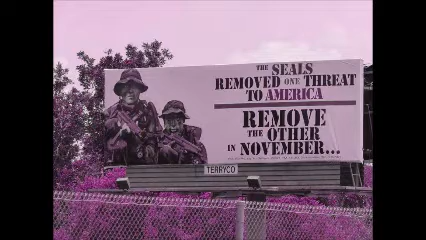 THE SEALS
REMOVED ONE THREAT
TO AMERICA
REMOVE
THE OTHER
IN NOVEMBER...
TERRYCO